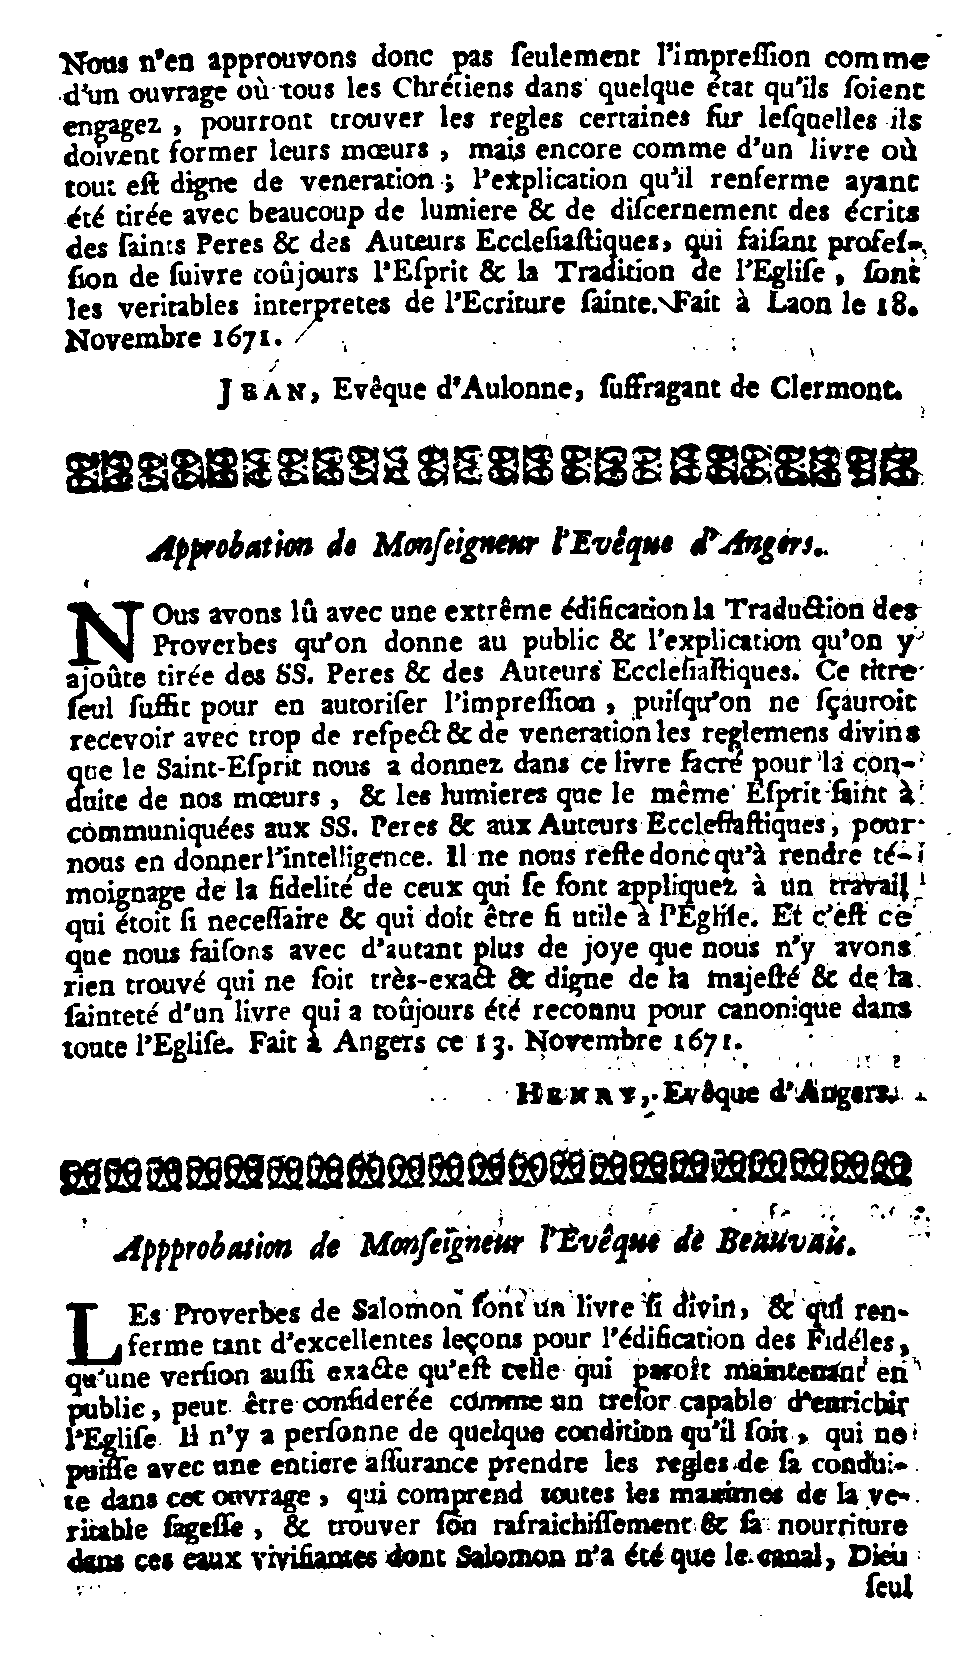 Nous n'en approuvons donc pas ſeulement l'impreſſion comme
d'un ouvrage où tous les Chrétiens dans quelque état qu'ils ſoient
engagez , pourront trouver les regles certaines ſur leſquelles ils
doivent former leurs mœurs , mais encore comme d'un livre où
tout eſt digne de veneration ; l'explication qu'il renferme ayant
été tirée avec beaucoup de lumiere & de diſcernement des écrits
des ſaints Peres & des Auteurs Eccleſiaſtiques, qui faiſant profeſ-
ſion de ſuivre toûjours l'Eſprit & la Tradition de l'Egliſe , ſont
les veritables interpretes de l'Ecriture ſainte. Fait à Laon le 18.
Novembre 1671.
JEAN, Evêque d'Aulonne, ſuffragant de Clermont.
Approbation de Monſeigneur l'Evêque d'Angers.
NOus avons lû avec une extrême édification la Traduction des
Proverbes qu'on donne au public & l'explication qu'on y
ajoûte tirée des SS. Peres & des Auteurs Eccleſiaſtiques. Ce titre
ſeul ſuffit pour en autoriſer l'impreſſion , puiſqu'on ne ſçauroit
recevoir avec trop de reſpect & de veneration les reglemens divins
que le Saint-Eſprit nous a donnez dans ce livre ſacré pour la con-
duite de nos mœurs , & les lumieres que le même Eſprit ſaint à
communiquées aux SS. Peres & aux Auteurs Eccleſiaſtiques, pour
nous en donner l'intelligence. Il ne nous reſte donc qu'à rendre té-
moignage de la fidelité de ceux qui ſe ſont appliquez à un travail
qui étoit ſi neceſſaire & qui doit être ſi utile à l'Egliſe. Et c'eſt ce
que nous faiſons avec d'autant plus de joye que nous n'y avons
rien trouvé qui ne ſoit très-exact & digne de la majeſté & de la
ſainteté d'un livre qui a toûjours été reconnu pour canonique dans
toute l'Egliſe. Fait à Angers ce 13. Novembre 1671.
HENRY, Evêque d'Angers.
Appprobation de Monſeigneur l'Evêque de Beauvais.
LEs Proverbes de Salomon ſont un livre ſi divin, & qui ren-
ferme tant d'excellentes leçons pour l'édification des Fidéles,
qu'une verſion auſſi exacte qu'eſt celle qui paroît maintenant en
public, peut être conſiderée comme un treſor capable d'enrichir
l'Egliſe. Il n'y a perſonne de quelque condition qu'il ſoit , qui ne
puiſſe avec une entiere aſſurance prendre les regles de ſa condui-
te dans cet ouvrage , qui comprend toutes les maximes de la ve-
ritable ſageſſe , & trouver ſon rafraichiſſement & ſa nourriture
dans ces eaux vivifiantes dont Salomon n'a été que le canal, Dieu
ſeul